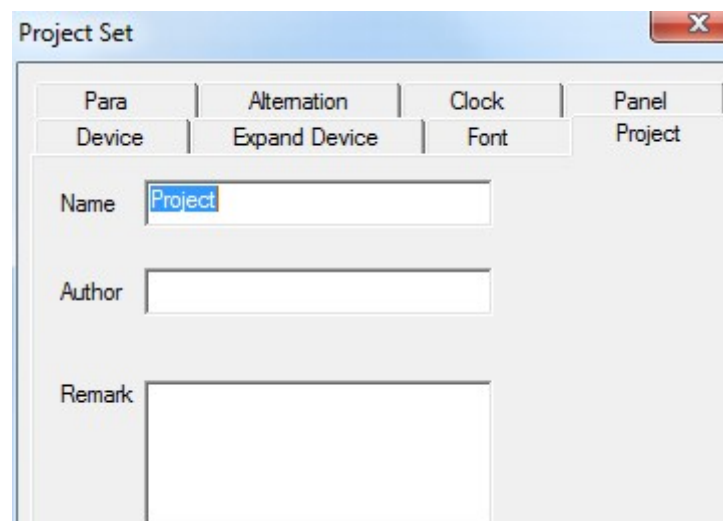 Project Set
Para Alternation Clock Panel
Device Expand Device Font Project
Name Project
Author
Remark